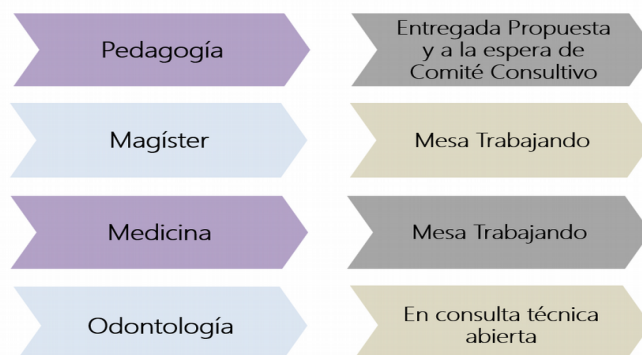 Pedagogía
Entregada Propuesta
y a la espera de
Comité Consultivo
Magíster
Mesa Trabajando
Medicina
Mesa Trabajando
Odontología
En consulta técnica
abierta